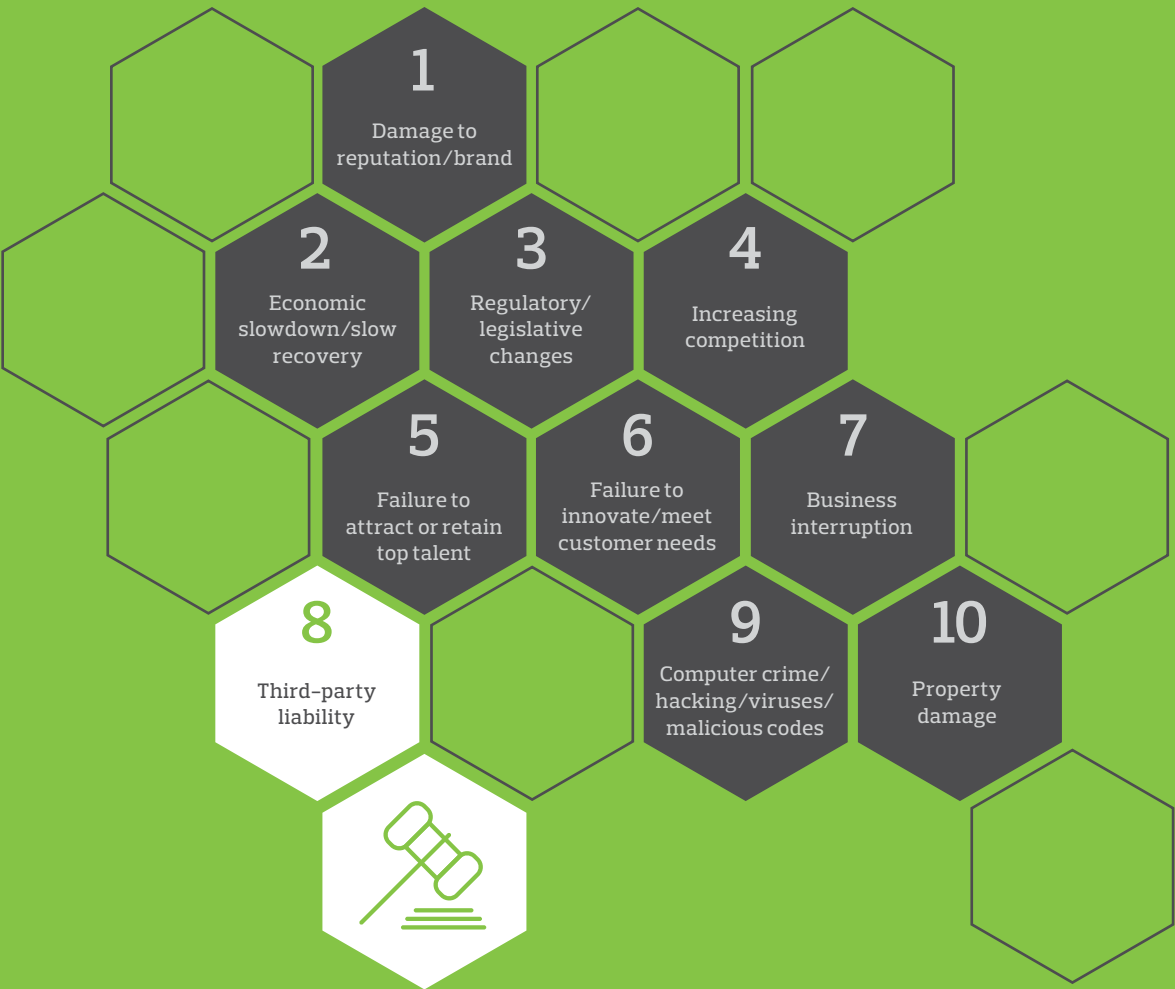 1
Damage to
reputation/brand
2
Economic
slowdown/slow
recovery
3
Regulatory/
legislative
changes
4
Increasing
competition
5
Failure to
attract or retain
top talent
6
Failure to
innovate/meet
customer needs
7
Business
interruption
8
Third-party
liability
9
Computer crime/
hacking/viruses/
malicious codes
10
Property
damage